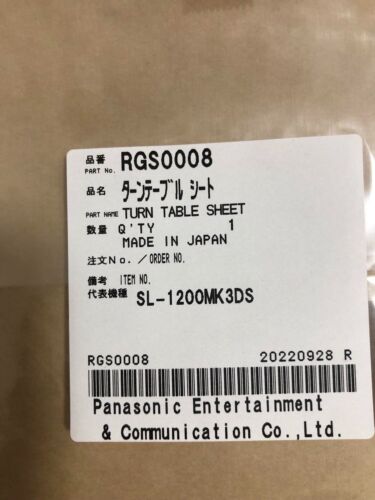 品番 RGS0008
PART No.
品名 ターンテーブル シート
PART NAME TURN TABLE SHEET
数量 Q'TY 1
MADE IN JAPAN
注文No. /ORDER NO.
備考 ITEM NO.
代表機種 SL-1200MK3DS
RGS0008 20220928 R
Panasonic Entertainment
& Communication Co.,Ltd.